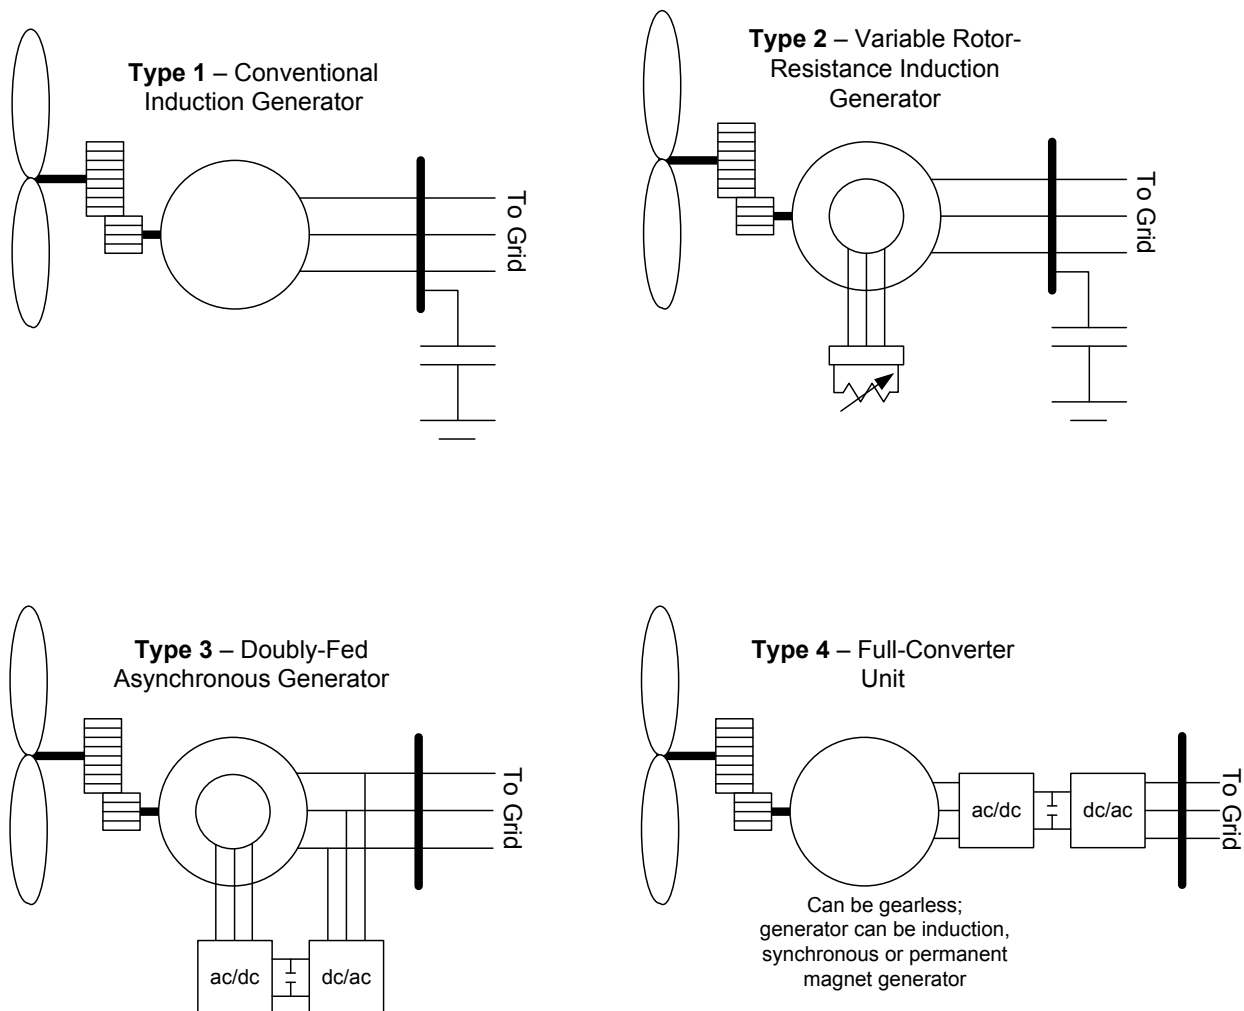 Type 1 – Conventional
Induction Generator
To Grid
Type 2 – Variable Rotor-
Resistance Induction
Generator
To Grid
Type 3 – Doubly-Fed
Asynchronous Generator
To Grid
ac/dc
dc/ac
Type 4 – Full-Converter
Unit
ac/dc
dc/ac
To Grid
Can be gearless;
generator can be induction,
synchronous or permanent
magnet generator